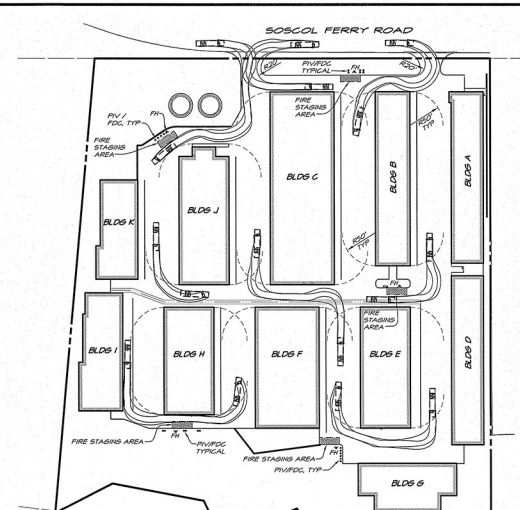 SOSCOL FERRY ROAD
R20'
PIV/FDC
TYPICAL
FH
R20'
FIRE
STAGING
AREA
R50'
TYP
PIV /
FDC, TYP
FH
FIRE
STAGING
AREA
BLDG C
BLDG B
BLDG A
BLDG K
BLDG J
R50'
TYP
FH
FIRE
STAGING
AREA
BLDG I
BLDG H
BLDG F
BLDG E
BLDG D
FIRE STAGING AREA
FH
PIV/FDC
TYPICAL
FIRE STAGING AREA
FH
PIV/FDC, TYP
BLDG G